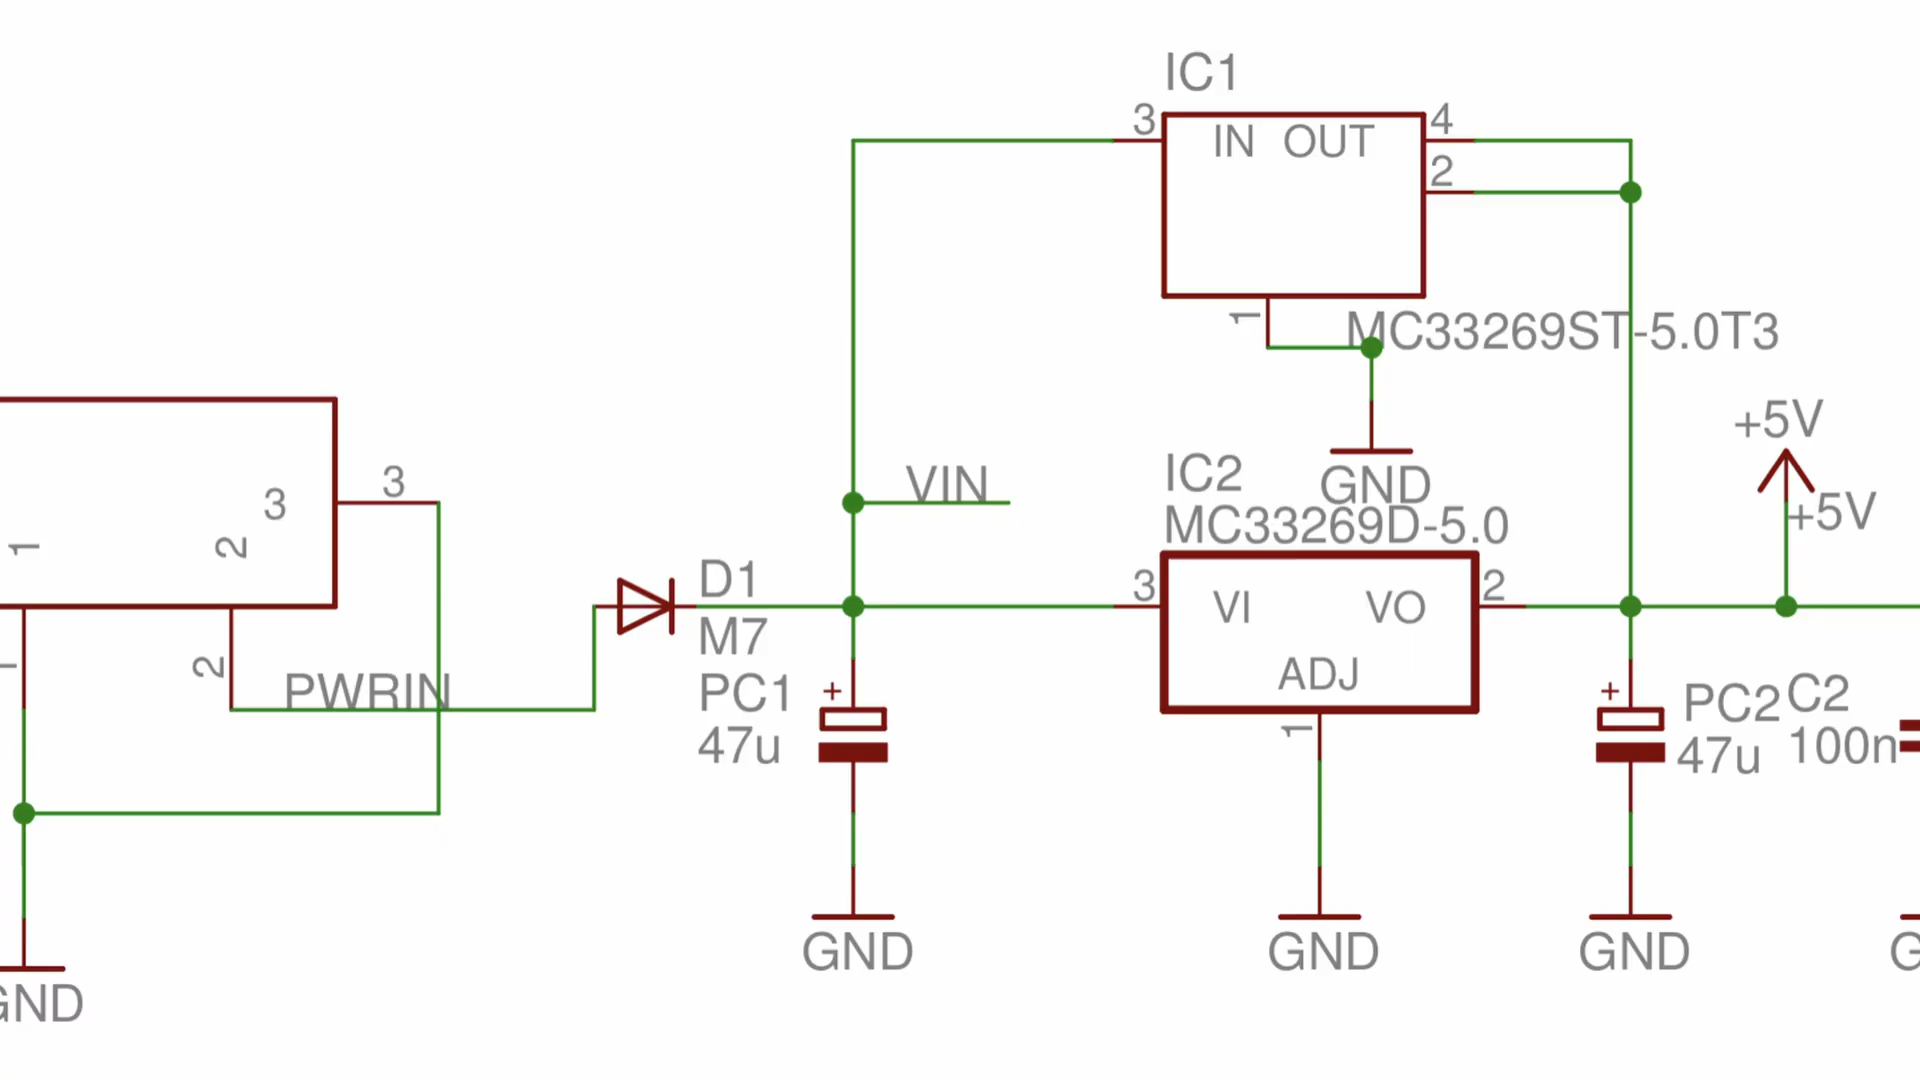 IC1
3
IN OUT
4
2
1
MC33269ST-5.0T3
GND
+5V
+5V
3
3
1
2
2
PWRIN
GND
D1
M7
VIN
PC1
+
47u
GND
IC2
MC33269D-5.0
3
VI VO
2
ADJ
1
GND
+
PC2
47u
GND
C2
100n